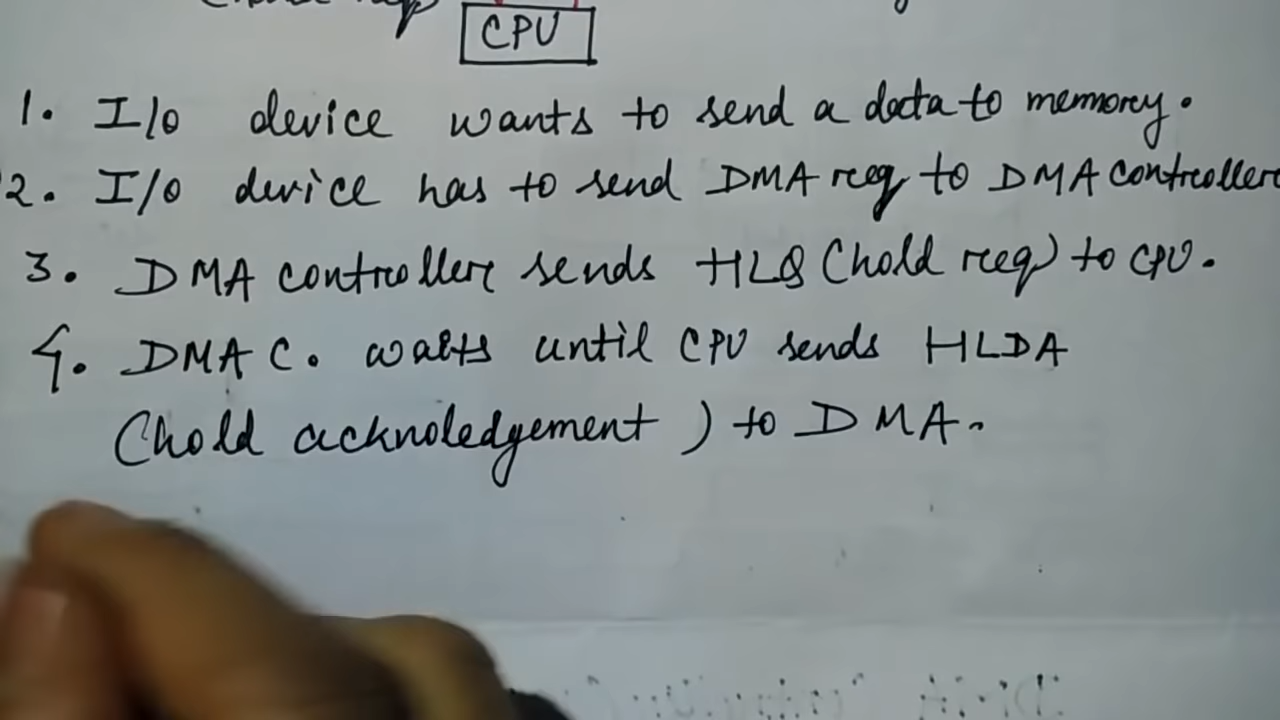 CPU
1. I/o device wants to send a data to memory.
2. I/o device has to send DMA req to DMA controller
3. DMA controller sends HLQ (hold req) to CPU.
4. DMA C. waits until CPU sends HLDA
(hold acknoledgement) to DMA.